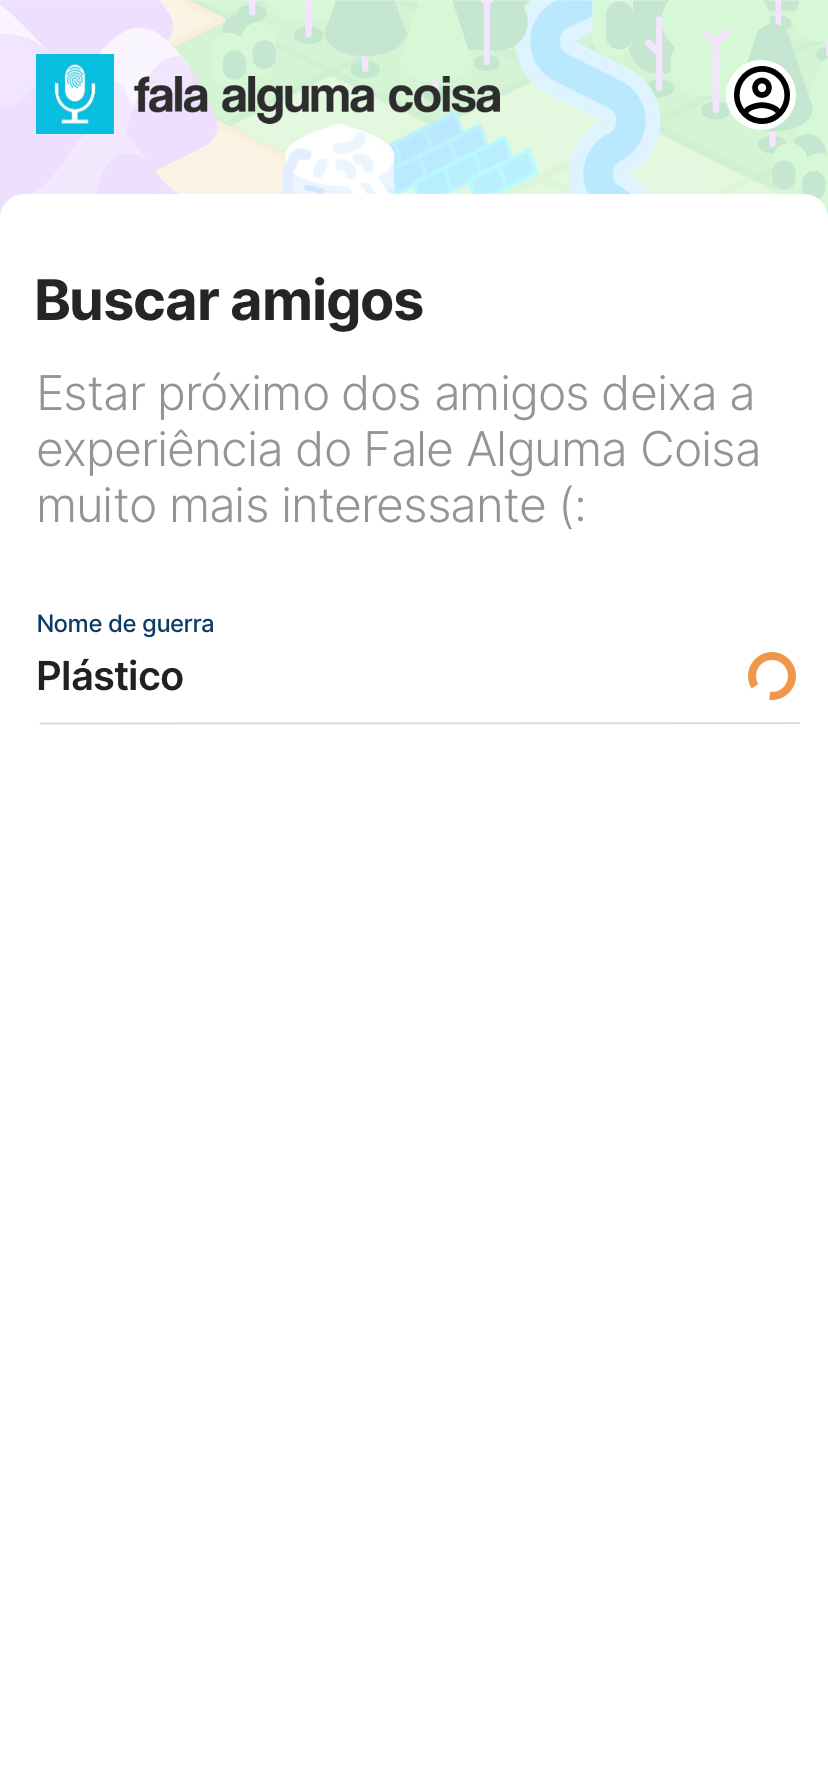 fala alguma coisa
Buscar amigos
Estar próximo dos amigos deixa a
experiência do Fale Alguma Coisa
muito mais interessante (:
Nome de guerra
Plástico